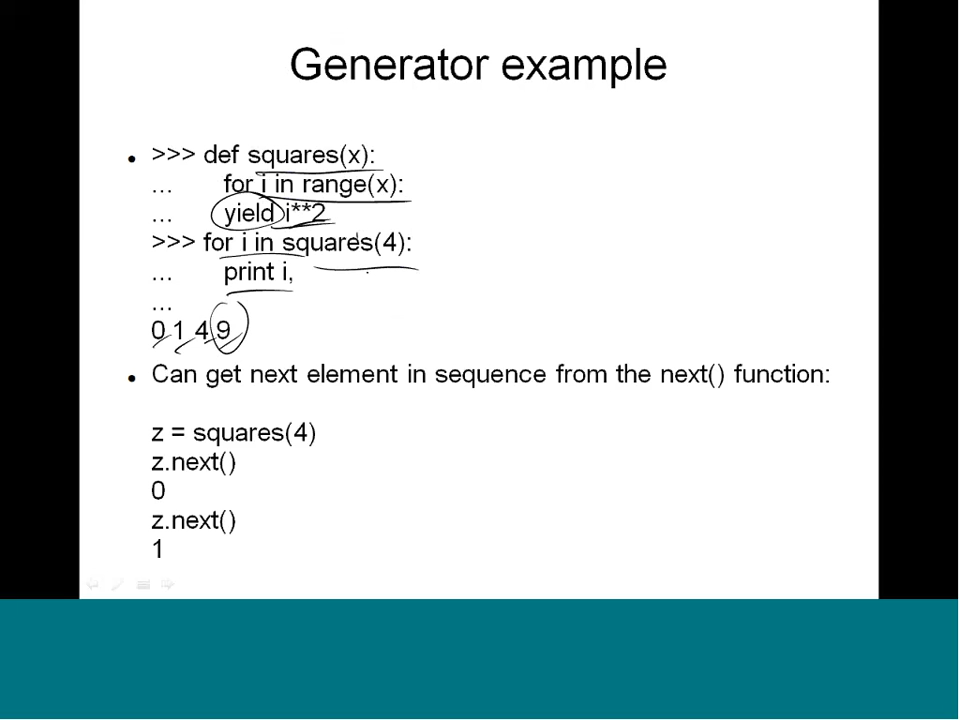 Generator example
• >>> def squares(x):
... for i in range(x):
... yield i**2
>>> for i in squares(4):
... print i,
...
0 1 4 9
• Can get next element in sequence from the next() function:
z = squares(4)
z.next()
0
z.next()
1